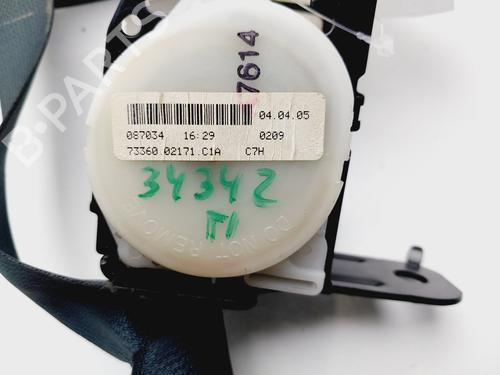 B-PARTS
7614
04.04.05
087034 16:29 0209
73360.02171.C1A C7H
34342
T1
DO NOT REMOVE